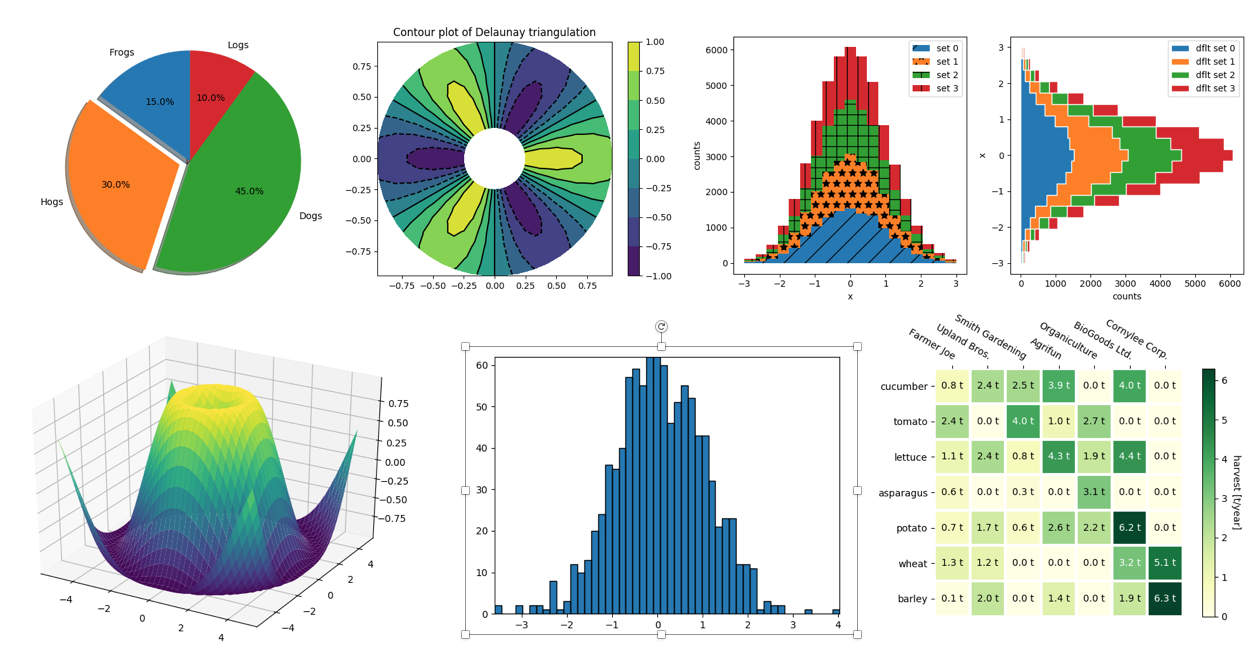 Frogs
Logs
15.0%
10.0%
30.0%
45.0%
Hogs
Dogs
Contour plot of Delaunay triangulation
0.75
0.50
0.25
0.00
−0.25
−0.50
−0.75
−0.75 −0.50 −0.25 0.00 0.25 0.50 0.75
1.00
0.75
0.50
0.25
0.00
−0.25
−0.50
−0.75
−1.00
counts
6000
5000
4000
3000
2000
1000
0
set 0
set 1
set 2
set 3
−3 −2 −1 0 1 2 3
x
x
3
2
1
0
−1
−2
−3
dflt set 0
dflt set 1
dflt set 2
dflt set 3
0 1000 2000 3000 4000 5000 6000
counts
0.75
0.50
0.25
0.00
−0.25
−0.50
−0.75
−4 −2 0 2 4
−4 −2 0 2 4
60
50
40
30
20
10
0
−3 −2 −1 0 1 2 3 4
Farmer Joe
Upland Bros.
Smith Gardening
Agrifun
Organiculture
BioGoods Ltd.
Cornylee Corp.
cucumber 0.8 t 2.4 t 2.5 t 3.9 t 0.0 t 4.0 t 0.0 t
tomato 2.4 t 0.0 t 4.0 t 1.0 t 2.7 t 0.0 t 0.0 t
lettuce 1.1 t 2.4 t 0.8 t 4.3 t 1.9 t 4.4 t 0.0 t
asparagus 0.6 t 0.0 t 0.3 t 0.0 t 3.1 t 0.0 t 0.0 t
potato 0.7 t 1.7 t 0.6 t 2.6 t 2.2 t 6.2 t 0.0 t
wheat 1.3 t 1.2 t 0.0 t 0.0 t 0.0 t 3.2 t 5.1 t
barley 0.1 t 2.0 t 0.0 t 1.4 t 0.0 t 1.9 t 6.3 t
6
5
4
3
2
1
0
harvest [t/year]